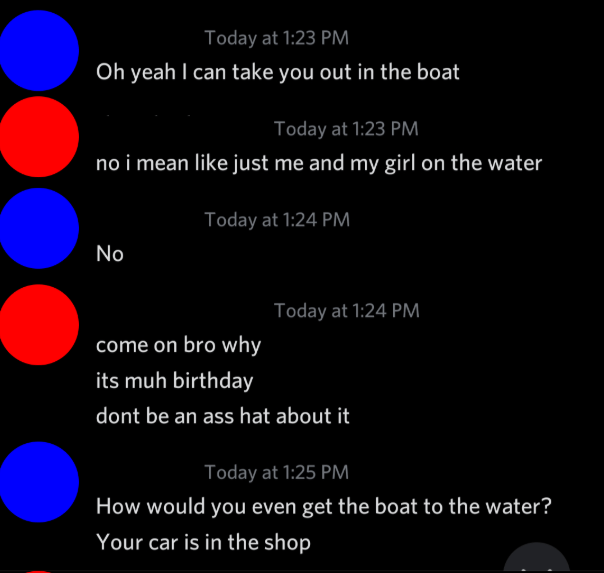 Today at 1:23 PM
Oh yeah I can take you out in the boat
Today at 1:23 PM
no i mean like just me and my girl on the water
Today at 1:24 PM
No
Today at 1:24 PM
come on bro why
its muh birthday
dont be an ass hat about it
Today at 1:25 PM
How would you even get the boat to the water?
Your car is in the shop